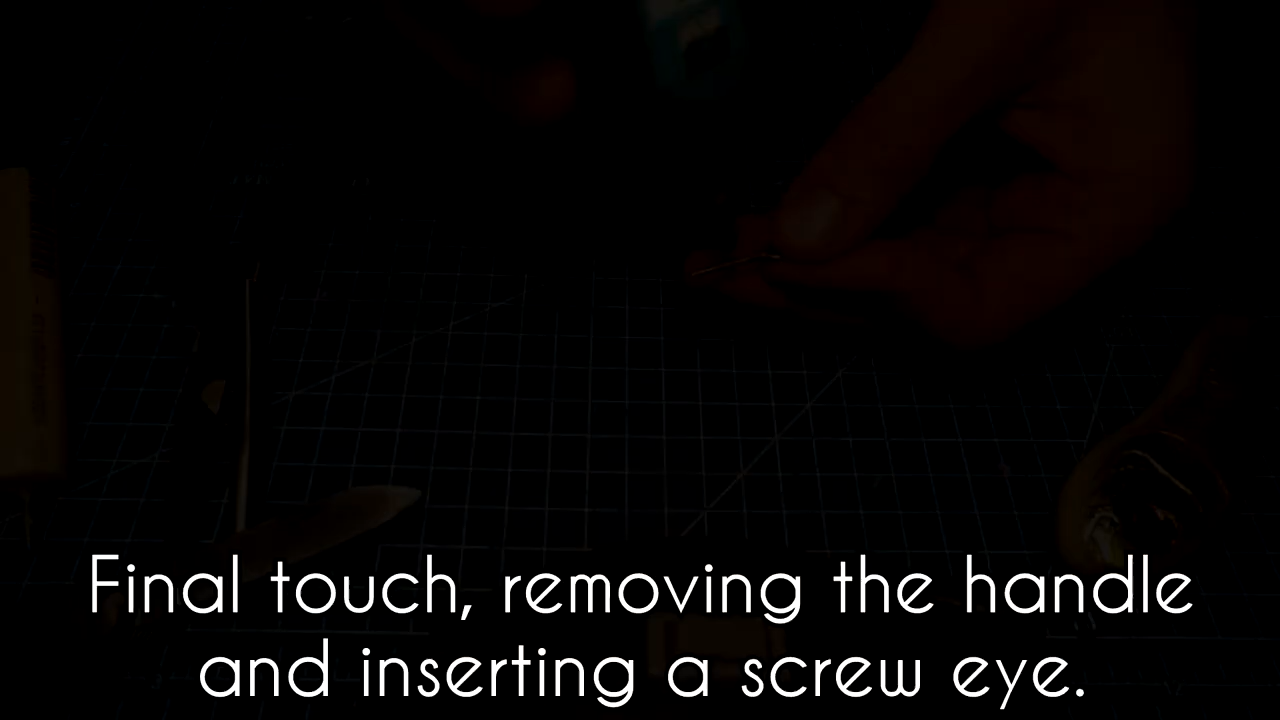 Final touch, removing the handle
and inserting a screw eye.